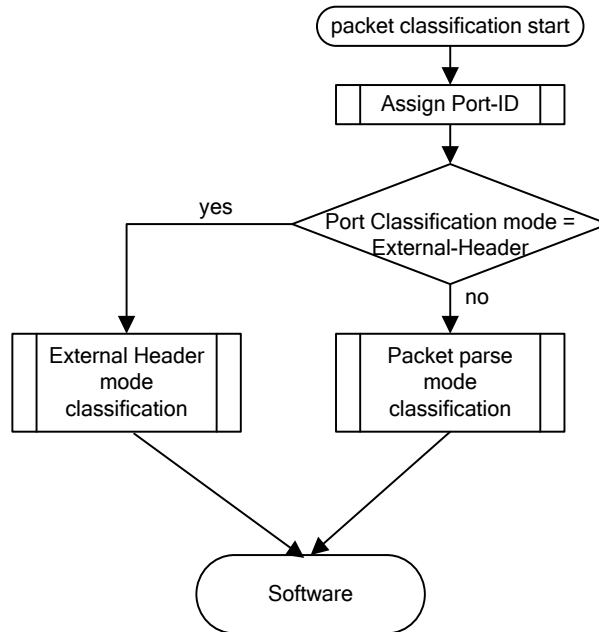 packet classification start
Assign Port-ID
Port Classification mode =
External-Header
yes
no
External Header
mode
classification
Packet parse
mode
classification
Software